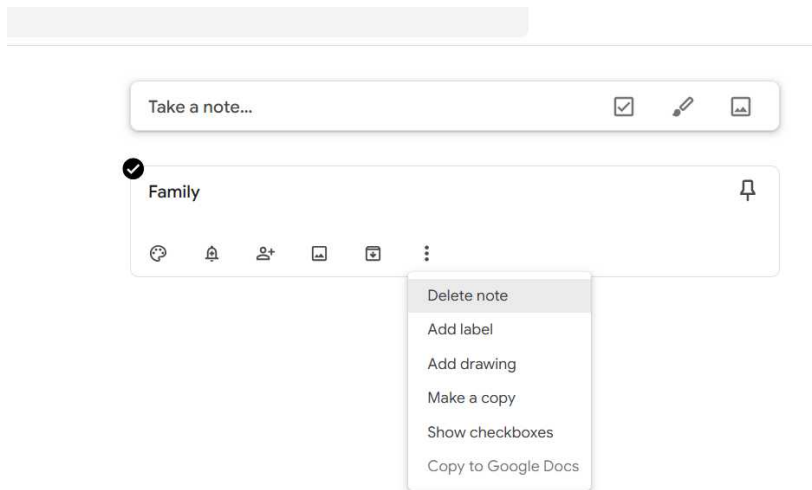 Take a note...
Family
Delete note
Add label
Add drawing
Make a copy
Show checkboxes
Copy to Google Docs